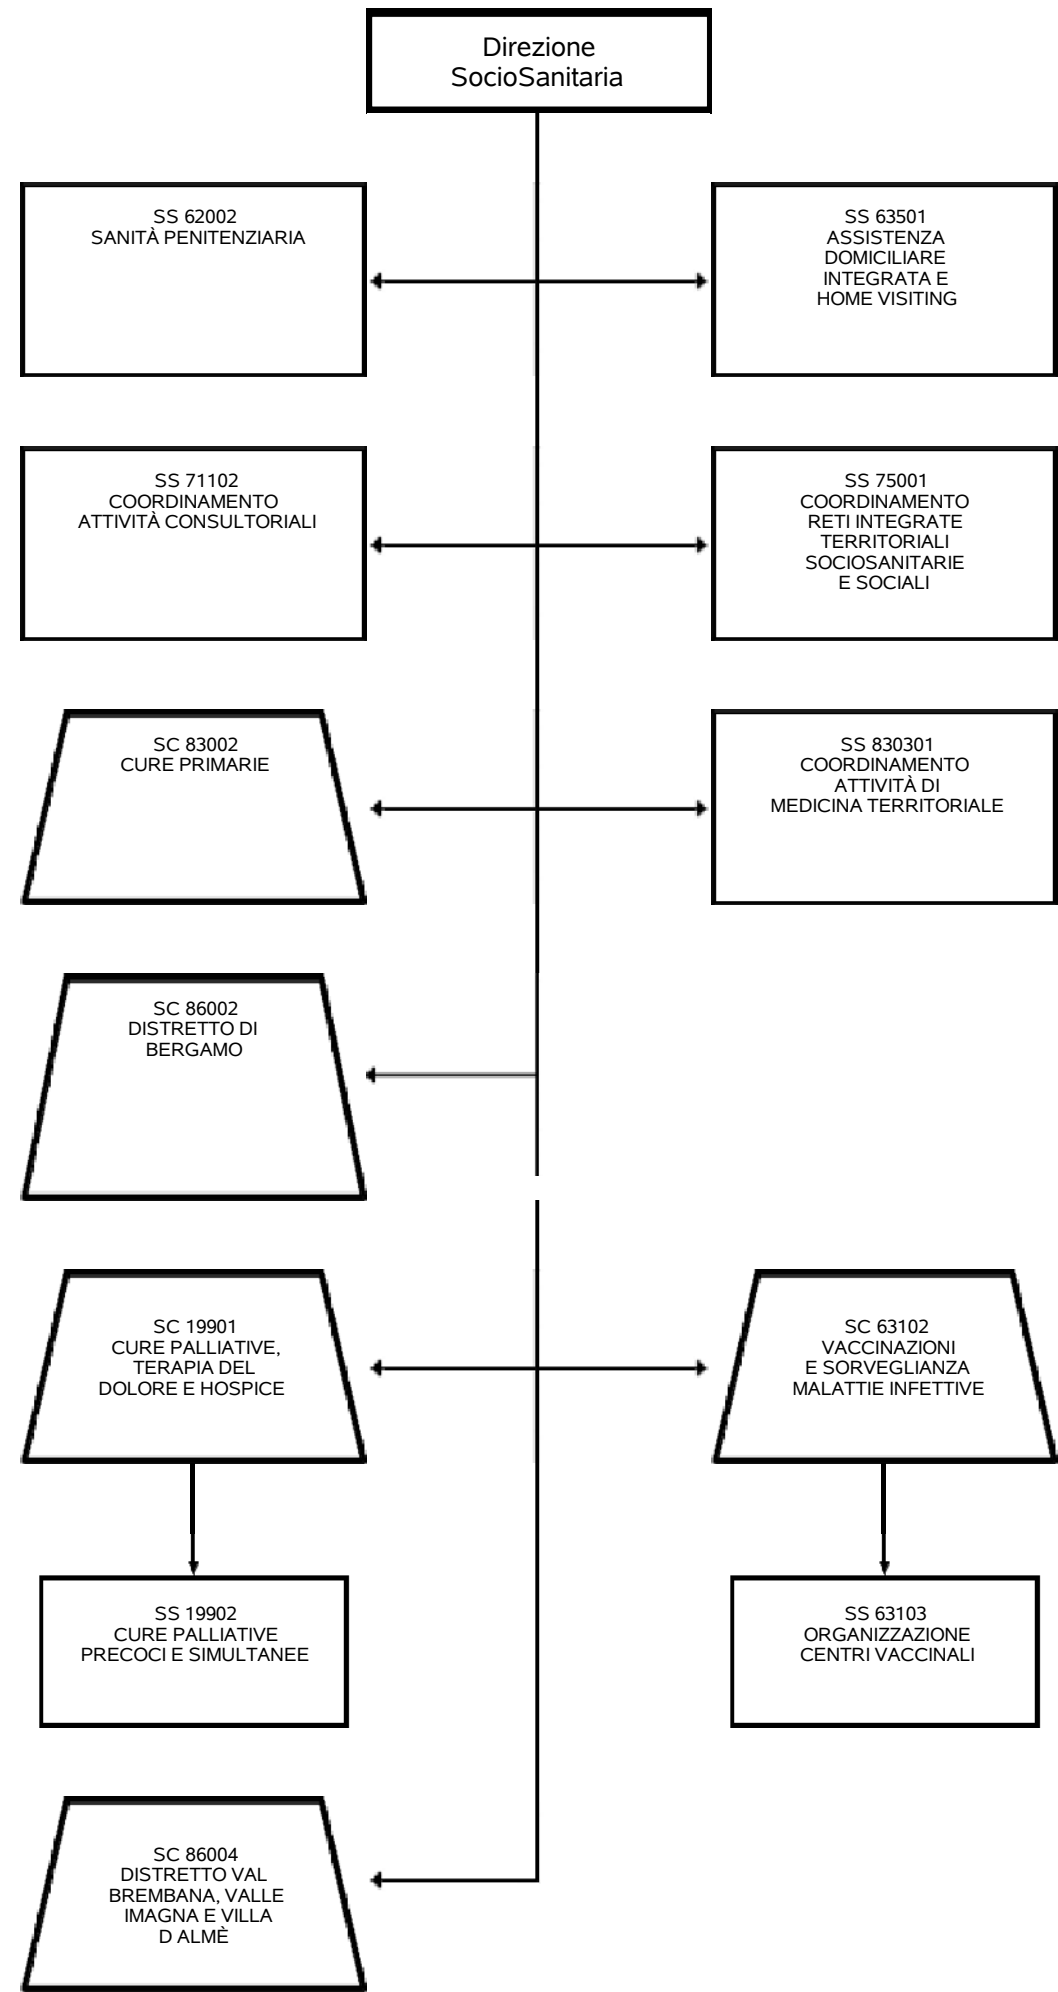 Direzione
SocioSanitaria
SS 62002
SANITÀ PENITENZIARIA
SS 63501
ASSISTENZA
DOMICILIARE
INTEGRATA E
HOME VISITING
SS 71102
COORDINAMENTO
ATTIVITÀ CONSULTORIALI
SS 75001
COORDINAMENTO
RETI INTEGRATE
TERRITORIALI
SOCIOSANITARIE
E SOCIALI
SC 83002
CURE PRIMARIE
SS 830301
COORDINAMENTO
ATTIVITÀ DI
MEDICINA TERRITORIALE
SC 86002
DISTRETTO DI
BERGAMO
SC 19901
CURE PALLIATIVE,
TERAPIA DEL
DOLORE E HOSPICE
SC 63102
VACCINAZIONI
E SORVEGLIANZA
MALATTIE INFETTIVE
SS 19902
CURE PALLIATIVE
PRECOCI E SIMULTANEE
SS 63103
ORGANIZZAZIONE
CENTRI VACCINALI
SC 86004
DISTRETTO VAL
BREMBANA, VALLE
IMAGNA E VILLA
D ALMÈ